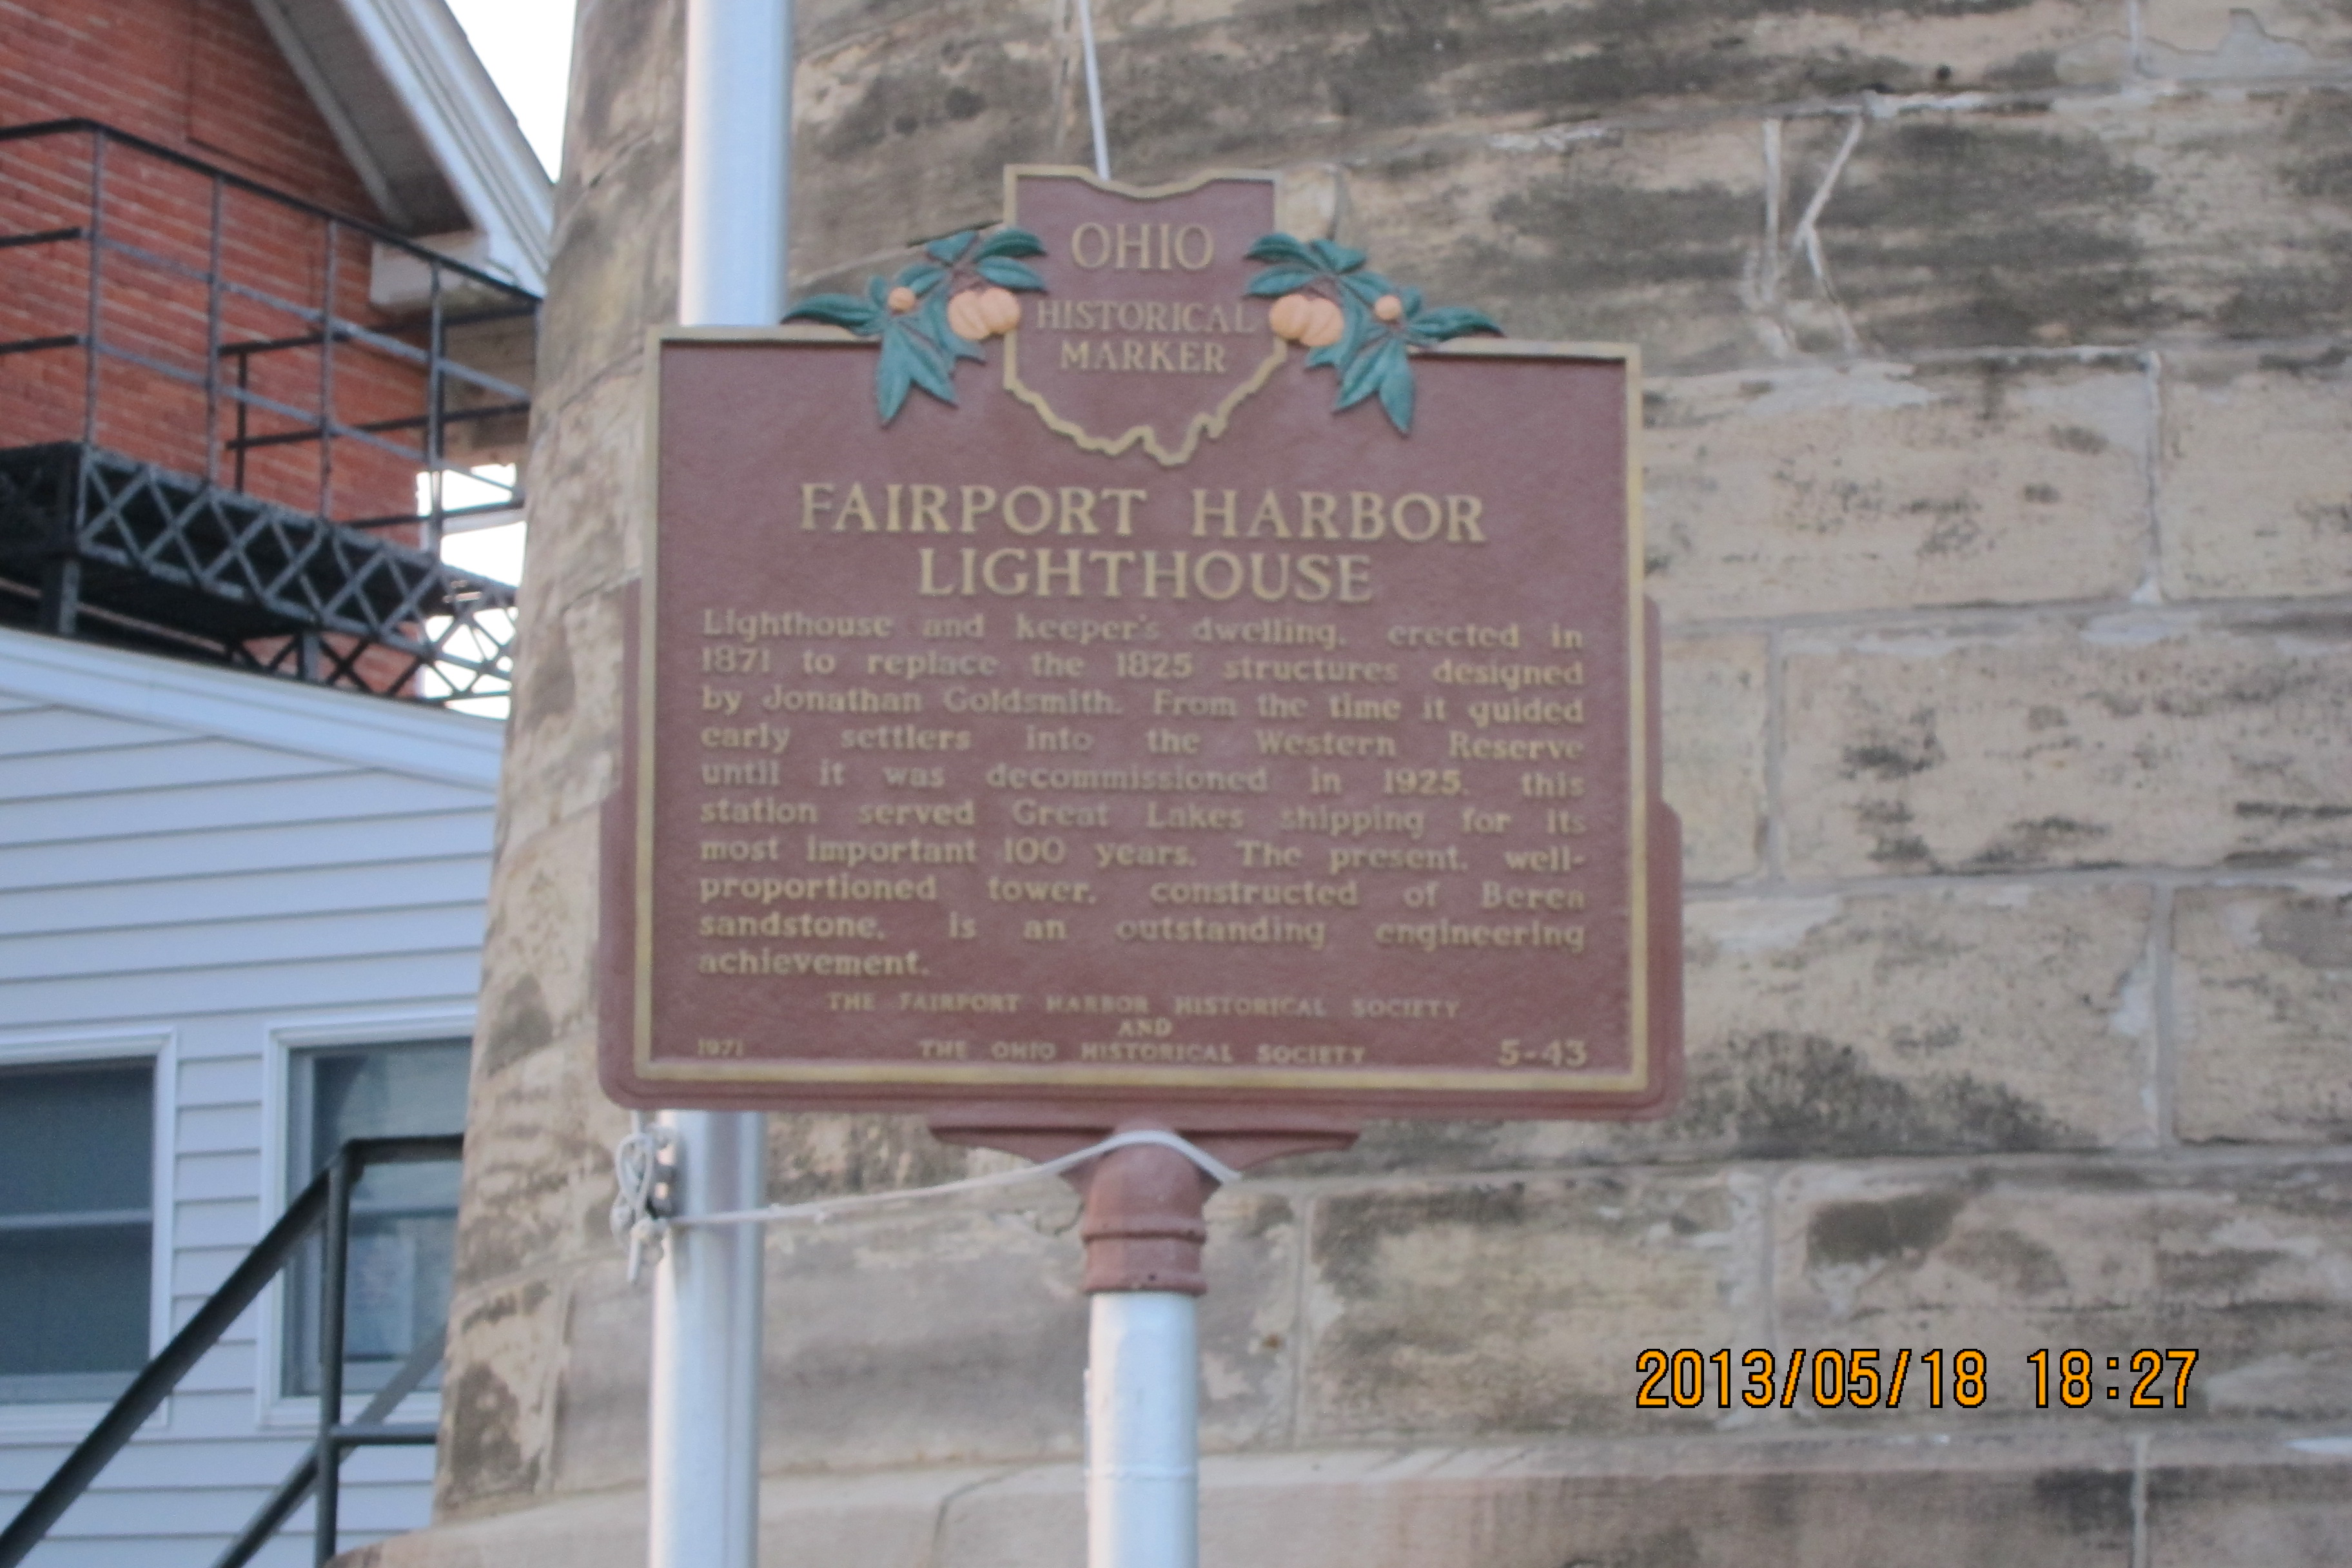 OHIO
HISTORICAL
MARKER
FAIRPORT HARBOR
LIGHTHOUSE
Lighthouse and keeper's dwelling, erected in
1871 to replace the 1825 structures designed
by Jonathan Goldsmith. From the time it guided
early settlers into the Western Reserve
until it was decommissioned in 1925, this
station served Great Lakes shipping for its
most important 100 years. The present, well-
proportioned tower, constructed of Berea
sandstone, is an outstanding engineering
achievement.
THE FAIRPORT HARBOR HISTORICAL SOCIETY
AND
1971 THE OHIO HISTORICAL SOCIETY 5-43
2013/05/18 18:27